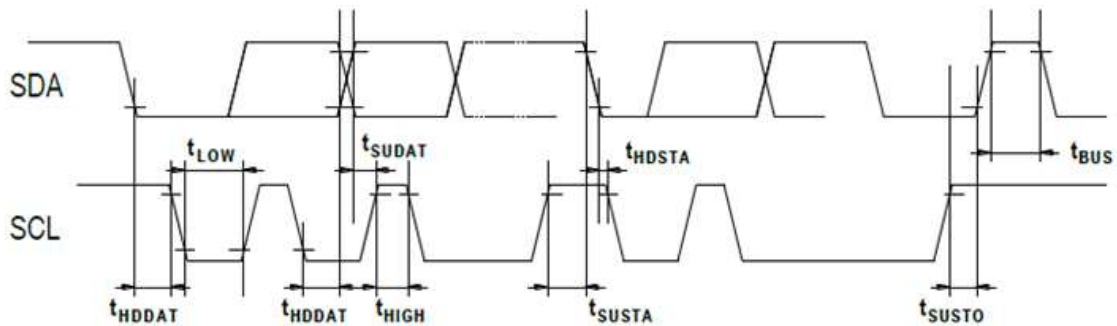 SDA
tLOW tSUDAT tHDSTA tBUS
SCL
tHDDAT tHDDAT tHIGH tSUSTA tSUSTO